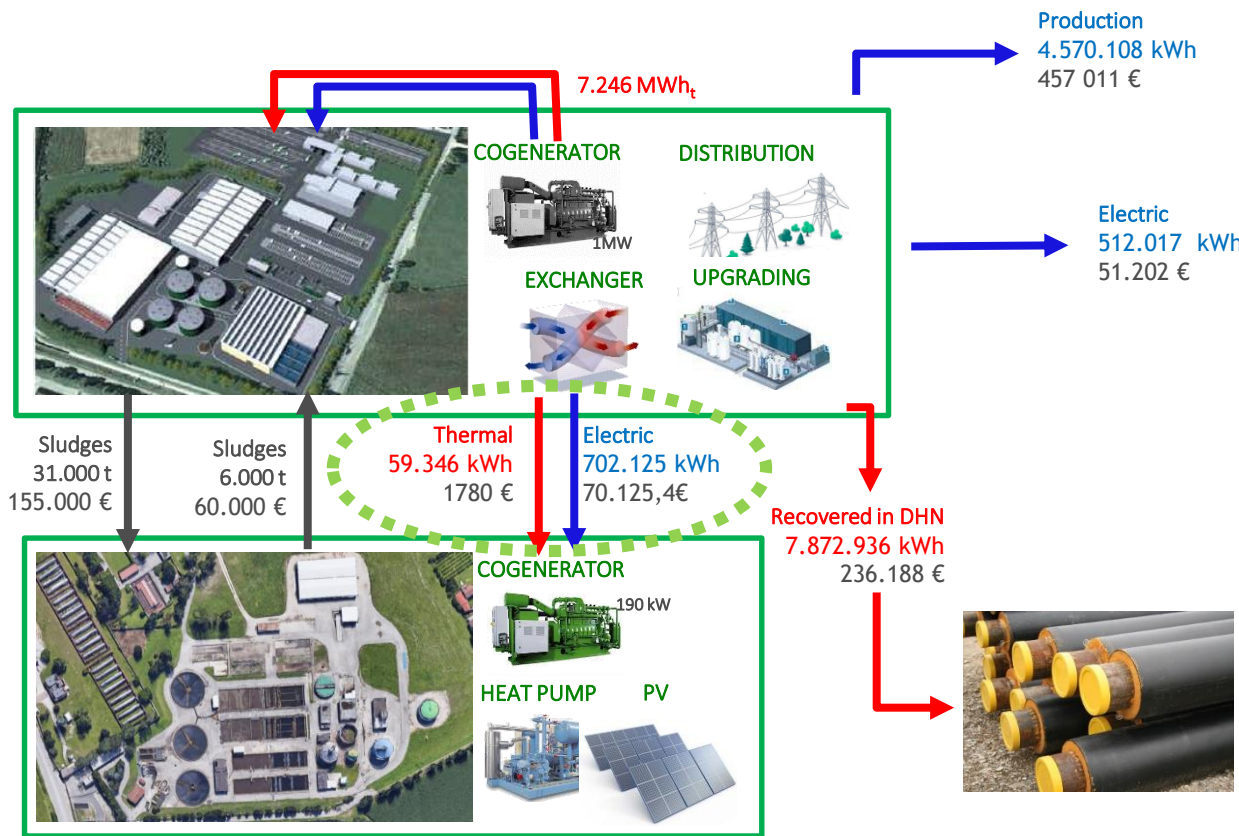 Production
4.570.108 kWh
457 011 €
7.246 MWht
COGENERATOR
DISTRIBUTION
1MW
Electric
512.017 kWh
51.202 €
EXCHANGER
UPGRADING
Sludges
31.000 t
155.000 €
Sludges
6.000 t
60.000 €
Thermal
59.346 kWh
1780 €
Electric
702.125 kWh
70.125,4€
Recovered in DHN
7.872.936 kWh
236.188 €
COGENERATOR
190 kW
HEAT PUMP
PV